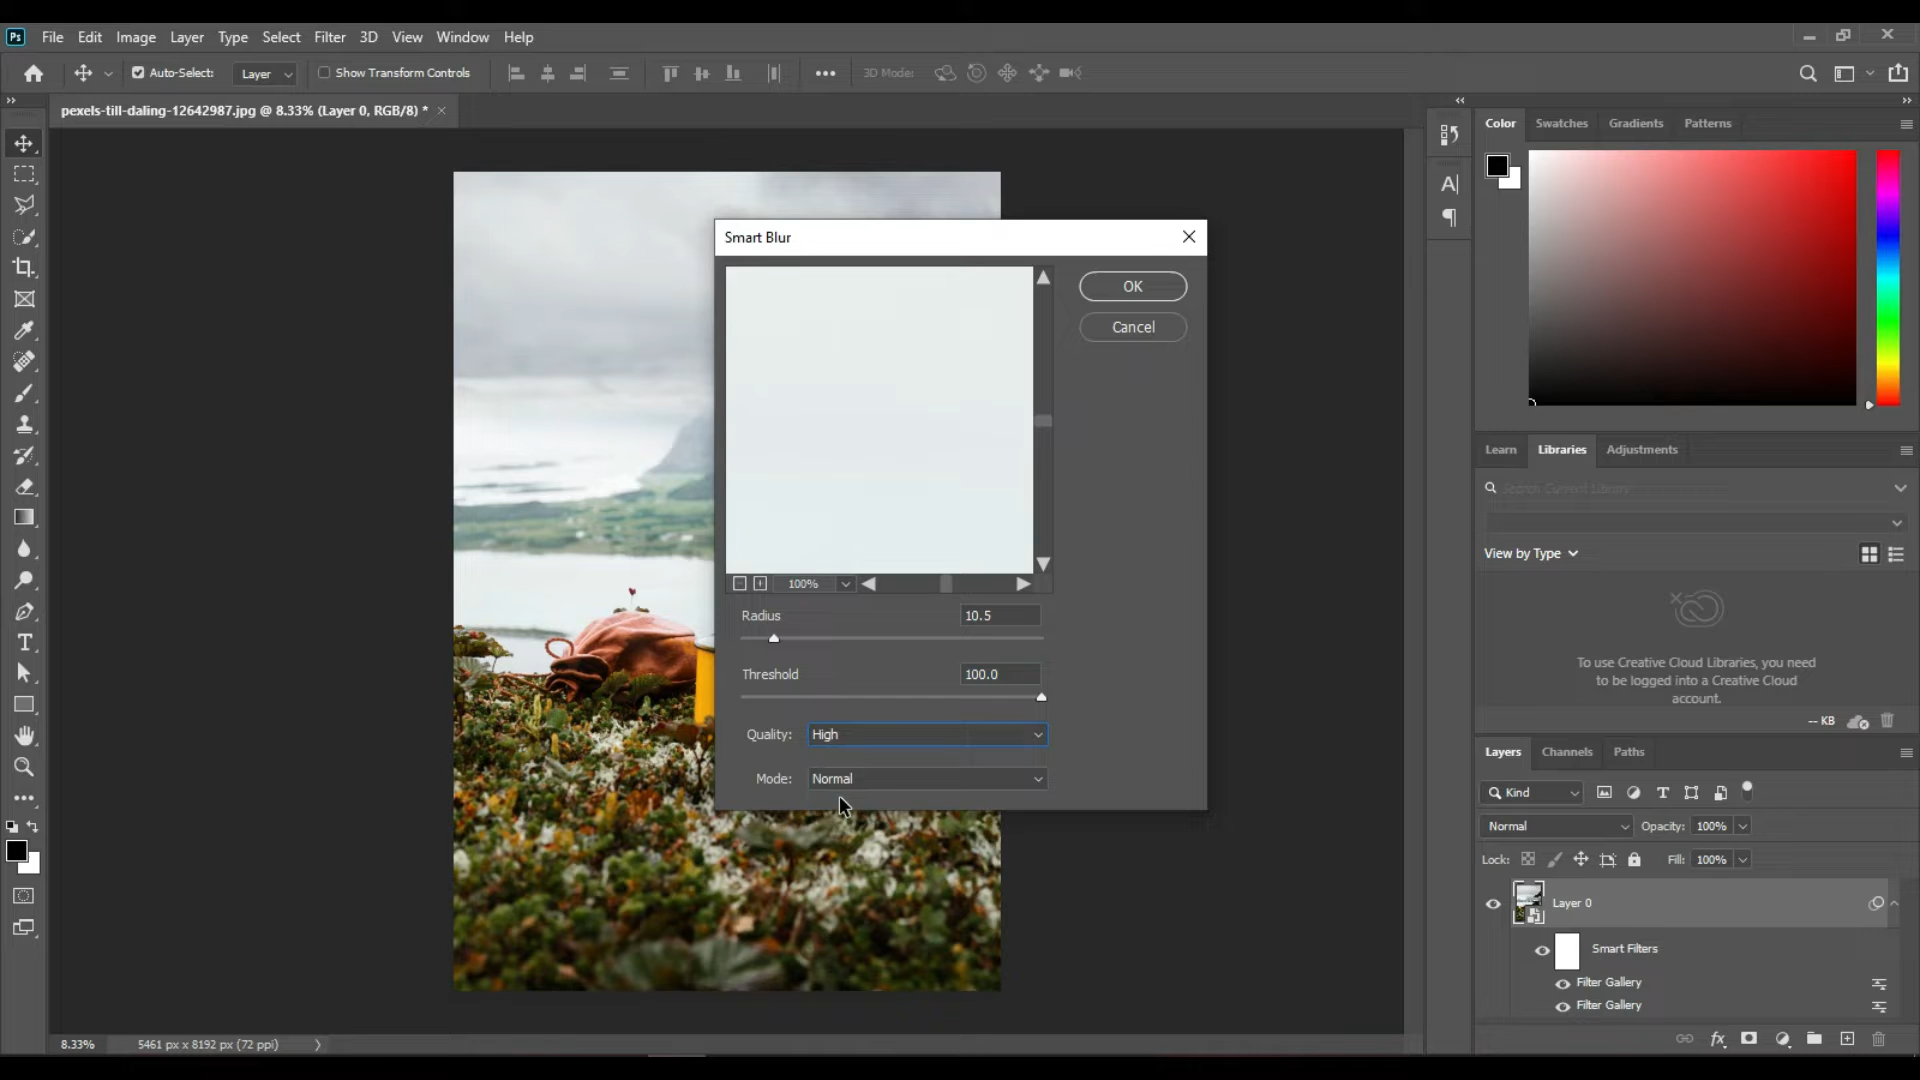 Ps File Edit Image Layer Type Select Filter 3D View Window Help
Auto-Select: Layer Show Transform Controls 3D Mode:
pexels-till-daling-12642987.jpg @ 8.33% (Layer 0, RGB/8) *
Color Swatches Gradients Patterns
Smart Blur
OK
Cancel
100%
Radius 10.5
Threshold 100.0
Quality: High
Mode: Normal
Learn Libraries Adjustments
Search Current Library
View by Type
To use Creative Cloud Libraries, you need
to be logged into a Creative Cloud
account.
-- KB
Layers Channels Paths
Kind
Normal Opacity: 100%
Lock: Fill: 100%
Layer 0
Smart Filters
Filter Gallery
Filter Gallery
8.33% 5461 px x 8192 px (72 ppi)